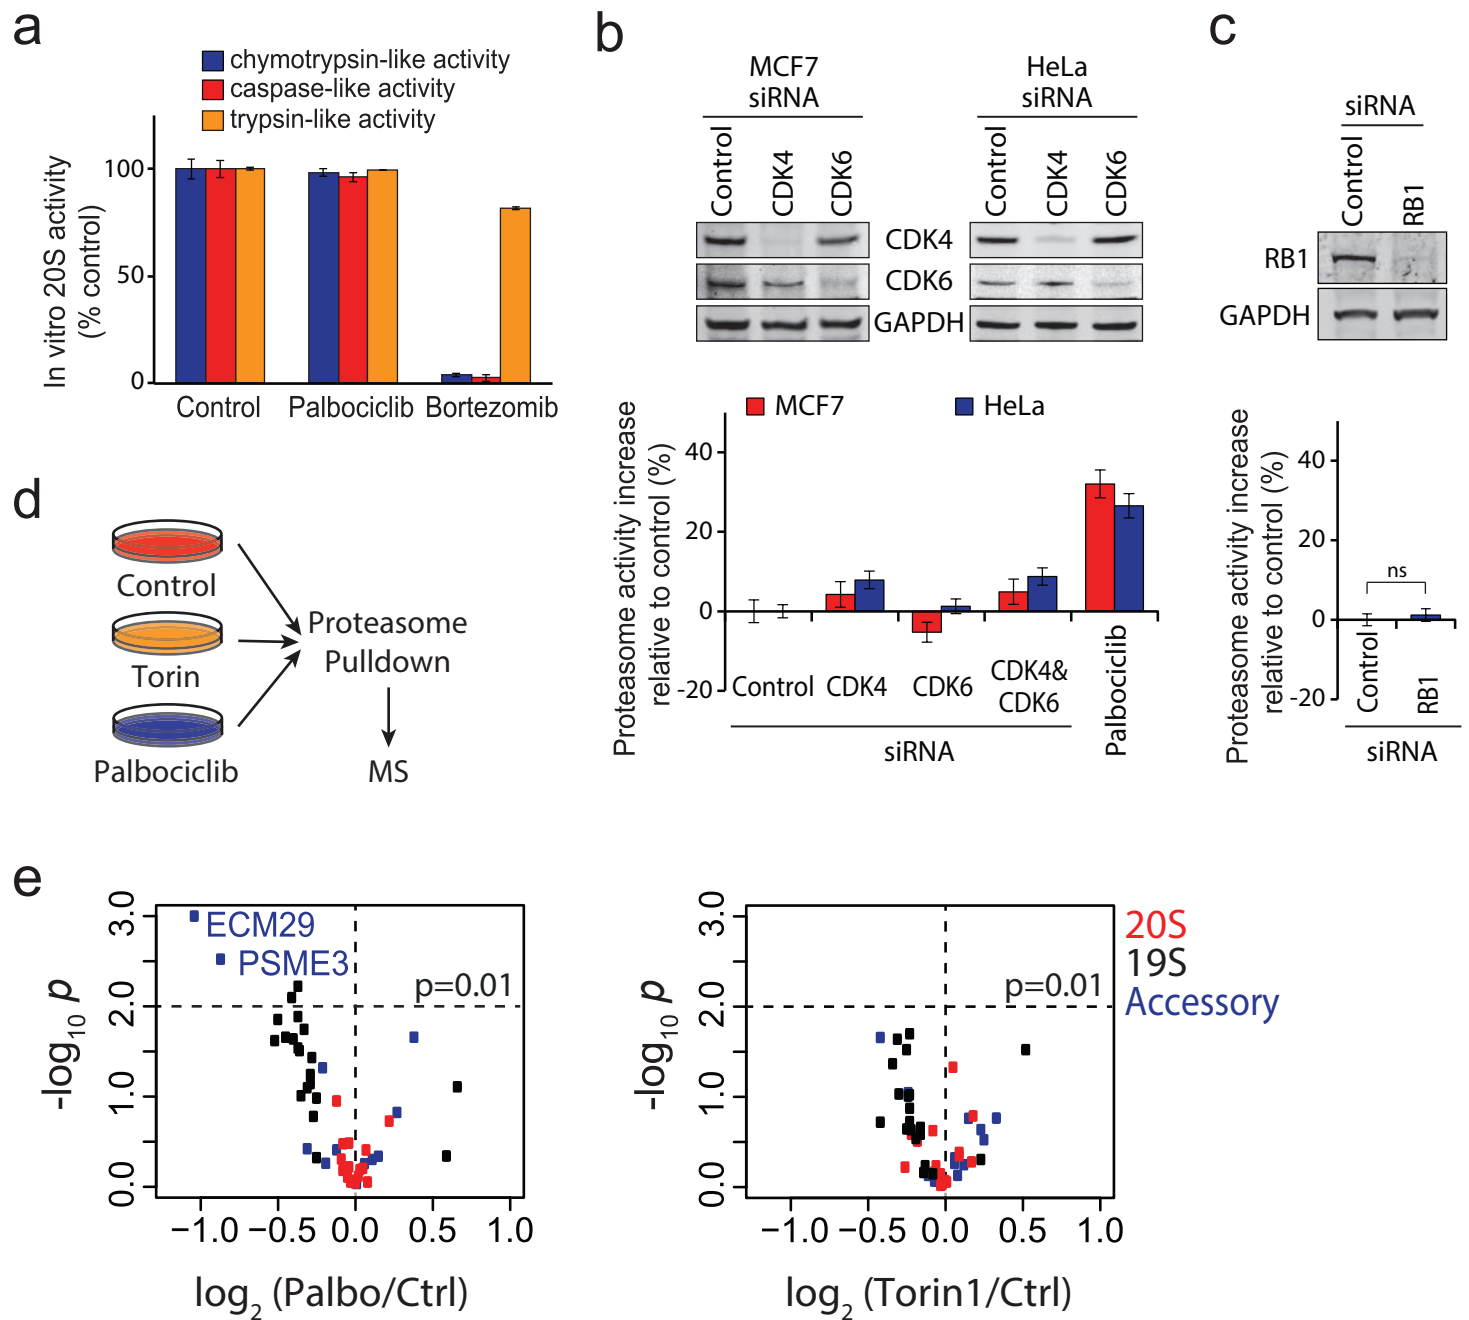 a
chymotrypsin-like activity
caspase-like activity
trypsin-like activity
In vitro 20S activity
(% control)
100
50
0
Control
Palbociclib
Bortezomib
b
MCF7
siRNA
HeLa
siRNA
Control
CDK4
CDK6
Control
CDK4
CDK6
CDK4
CDK6
GAPDH
MCF7
HeLa
Proteasome activity increase
relative to control (%)
40
20
0
-20
Control
CDK4
CDK6
CDK4&
CDK6
Palbociclib
siRNA
c
siRNA
Control
RB1
RB1
GAPDH
Proteasome activity increase
relative to control (%)
40
20
0
-20
ns
Control
RB1
siRNA
d
Control
Torin
Palbociclib
Proteasome
Pulldown
MS
e
ECM29
PSME3
p=0.01
-log10 p
3.0
2.0
1.0
0.0
−1.0 −0.5 0.0 0.5 1.0
log2 (Palbo/Ctrl)
p=0.01
-log10 p
3.0
2.0
1.0
0.0
−1.0 −0.5 0.0 0.5 1.0
log2 (Torin1/Ctrl)
20S
19S
Accessory